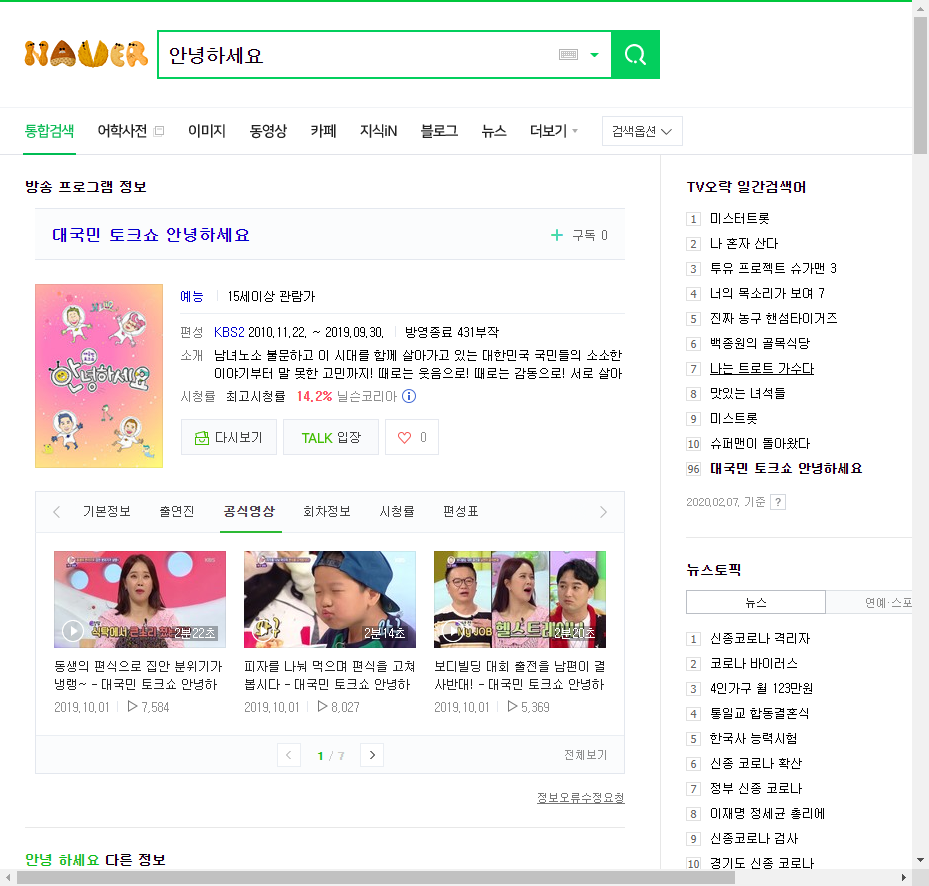 NAVER
안녕하세요
통합검색 어학사전 이미지 동영상 카페 지식iN 블로그 뉴스 더보기 검색옵션
방송 프로그램 정보
대국민 토크쇼 안녕하세요
구독 0
안녕하세요
예능 15세이상 관람가
편성 KBS2 2010.11.22. ~ 2019.09.30. 방영종료 431부작
소개 남녀노소 불문하고 이 시대를 함께 살아가고 있는 대한민국 국민들의 소소한
이야기부터 말 못한 고민까지! 때로는 웃음으로! 때로는 감동으로! 서로 살아
시청률 최고시청률 14.2% 닐슨코리아
다시보기 TALK 입장 0
기본정보 출연진 공식영상 회차정보 시청률 편성표
2분22초
2분14초
MY JOB
2분20초
동생의 편식으로 집안 분위기가
냉랭~ - 대국민 토크쇼 안녕하
2019.10.01 7,584
피자를 나눠 먹으며 편식을 고쳐
봅시다 - 대국민 토크쇼 안녕하
2019.10.01 8,027
보디빌딩 대회 출전을 남편이 결
사반대! - 대국민 토크쇼 안녕하
2019.10.01 5,369
1 / 7
전체보기
정보오류수정요청
안녕 하세요 다른 정보
TV오락 일간검색어
1 미스터트롯
2 나 혼자 산다
3 투유 프로젝트 슈가맨 3
4 너의 목소리가 보여 7
5 진짜 농구 핸섬타이거즈
6 백종원의 골목식당
7 나는 트로트 가수다
8 맛있는 녀석들
9 미스트롯
10 슈퍼맨이 돌아왔다
96 대국민 토크쇼 안녕하세요
2020.02.07. 기준 ?
뉴스토픽
뉴스 연예·스포
1 신종코로나 격리자
2 코로나 바이러스
3 4인가구 월 123만원
4 통일교 합동결혼식
5 한국사 능력시험
6 신종 코로나 확산
7 정부 신종 코로나
8 이재명 정세균 총리에
9 신종코로나 검사
10 경기도 신종 코로나